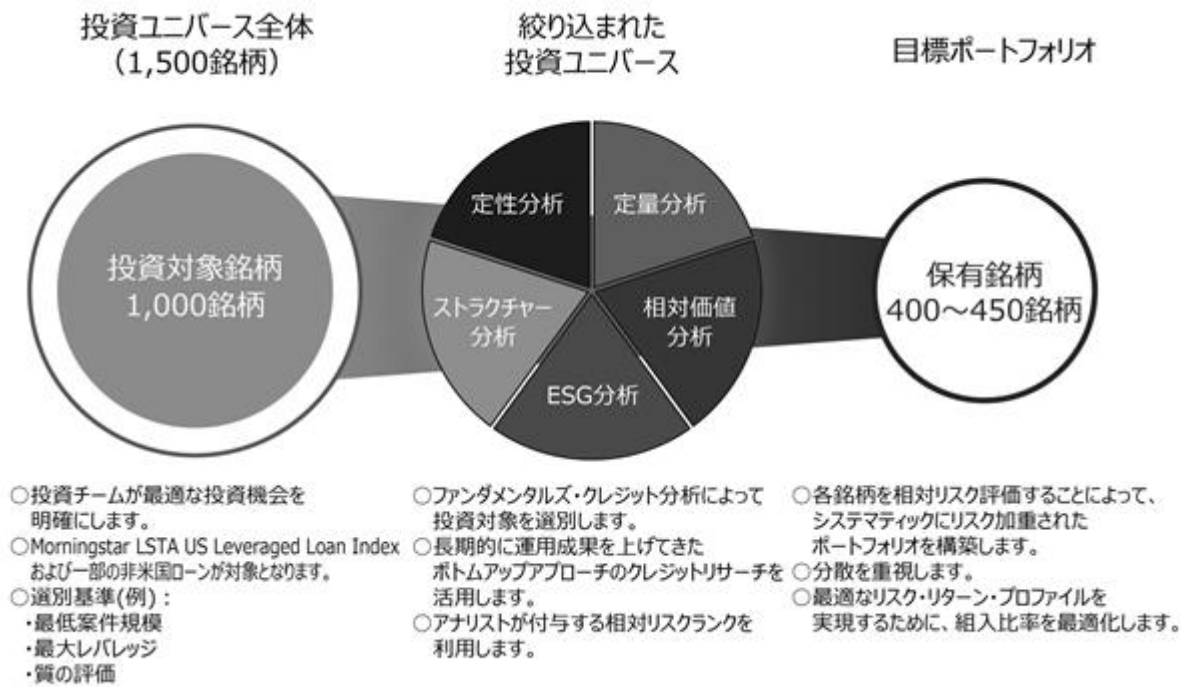 投資ユニバース全体
（1,500銘柄）
投資対象銘柄
1,000銘柄
○投資チームが最適な投資機会を
明確にします。
○Morningstar LSTA US Leveraged Loan Index
および一部の非米国ローンが対象となります。
○選別基準(例)：
・最低案件規模
・最大レバレッジ
・質の評価
絞り込まれた
投資ユニバース
定性分析
定量分析
ストラクチャー
分析
相対価値
分析
ESG分析
○ファンダメンタルズ・クレジット分析によって
投資対象を選別します。
○長期的に運用成果を上げてきた
ボトムアップアプローチのクレジットリサーチを
活用します。
○アナリストが付与する相対リスクランクを
利用します。
目標ポートフォリオ
保有銘柄
400～450銘柄
○各銘柄を相対リスク評価することによって、
システマティックにリスク加重された
ポートフォリオを構築します。
○分散を重視します。
○最適なリスク・リターン・プロファイルを
実現するために、組入比率を最適化します。